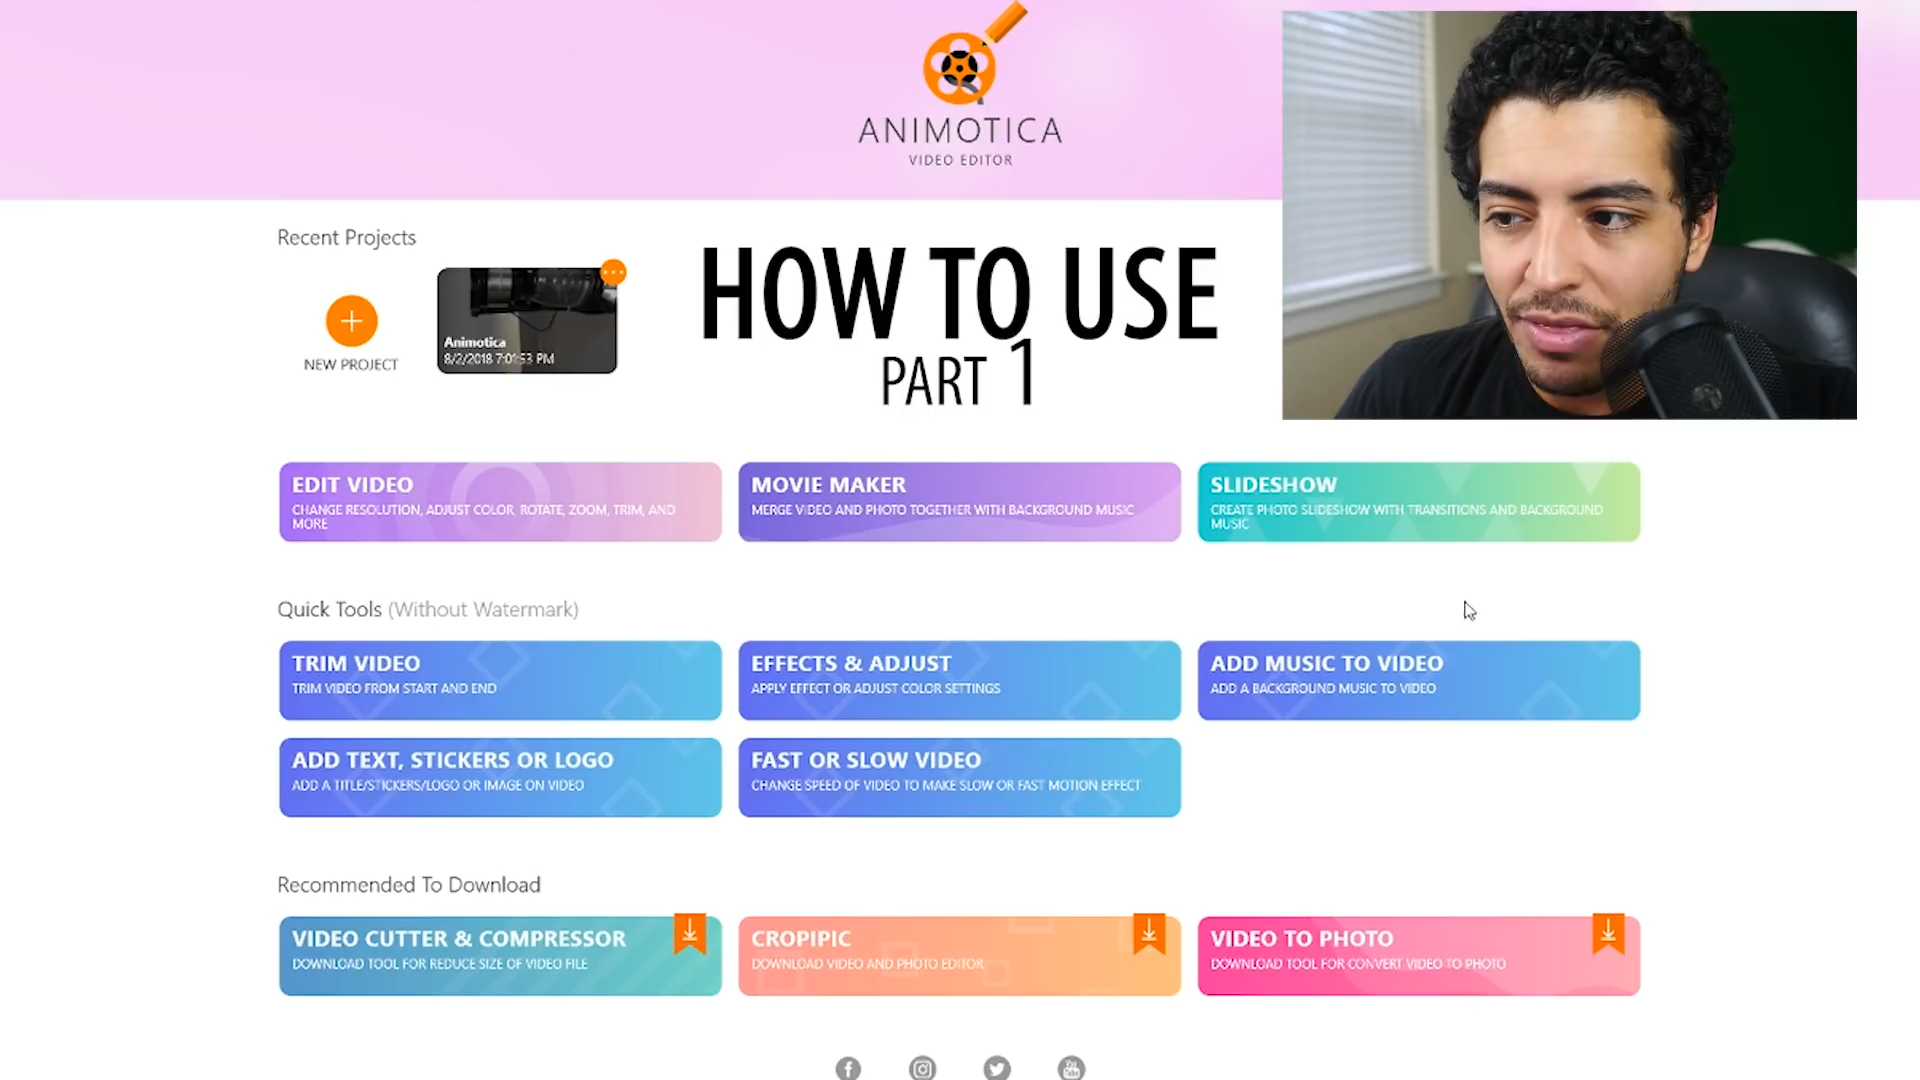 ANIMOTICA
VIDEO EDITOR
Recent Projects
HOW TO USE
PART 1
NEW PROJECT
Animotica
8/2/2018 7:01:53 PM
EDIT VIDEO
CHANGE RESOLUTION, ADJUST COLOR, ROTATE, ZOOM, TRIM, AND
MORE
MOVIE MAKER
MERGE VIDEO AND PHOTO TOGETHER WITH BACKGROUND MUSIC
SLIDESHOW
CREATE PHOTO SLIDESHOW WITH TRANSITIONS AND BACKGROUND
MUSIC
Quick Tools (Without Watermark)
TRIM VIDEO
TRIM VIDEO FROM START AND END
EFFECTS & ADJUST
APPLY EFFECT OR ADJUST COLOR SETTINGS
ADD MUSIC TO VIDEO
ADD A BACKGROUND MUSIC TO VIDEO
ADD TEXT, STICKERS OR LOGO
ADD A TITLE/STICKERS/LOGO OR IMAGE ON VIDEO
FAST OR SLOW VIDEO
CHANGE SPEED OF VIDEO TO MAKE SLOW OR FAST MOTION EFFECT
Recommended To Download
VIDEO CUTTER & COMPRESSOR
DOWNLOAD TOOL FOR REDUCE SIZE OF VIDEO FILE
CROPIPIC
DOWNLOAD VIDEO AND PHOTO EDITOR
VIDEO TO PHOTO
DOWNLOAD TOOL FOR CONVERT VIDEO TO PHOTO